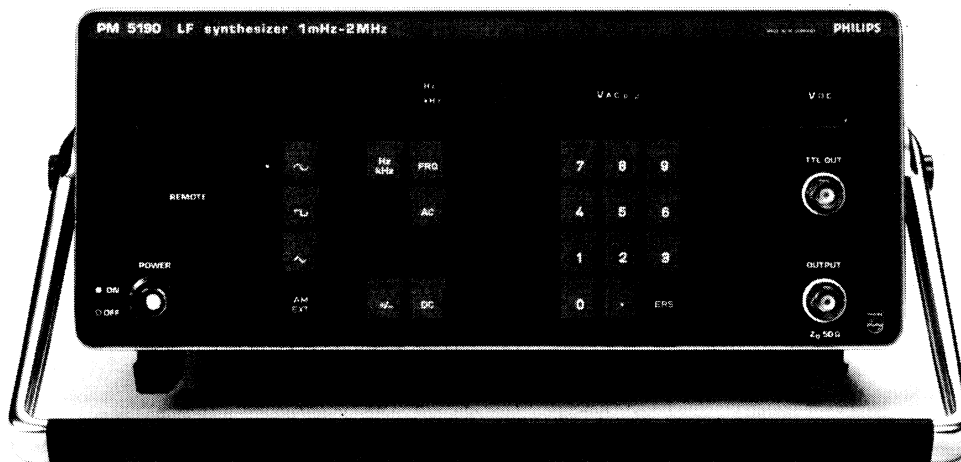 PM 5190 LF synthesizer 1mHz-2MHz
PHILIPS
Hz
kHz
VAC
VDC
Hz
kHz
FRQ
7
8
9
TTL OUT
REMOTE
AC
4
5
6
1
2
3
POWER
OUTPUT
ON
OFF
AM
EXT
+/-
DC
0
.
ERS
Z₀ 50Ω